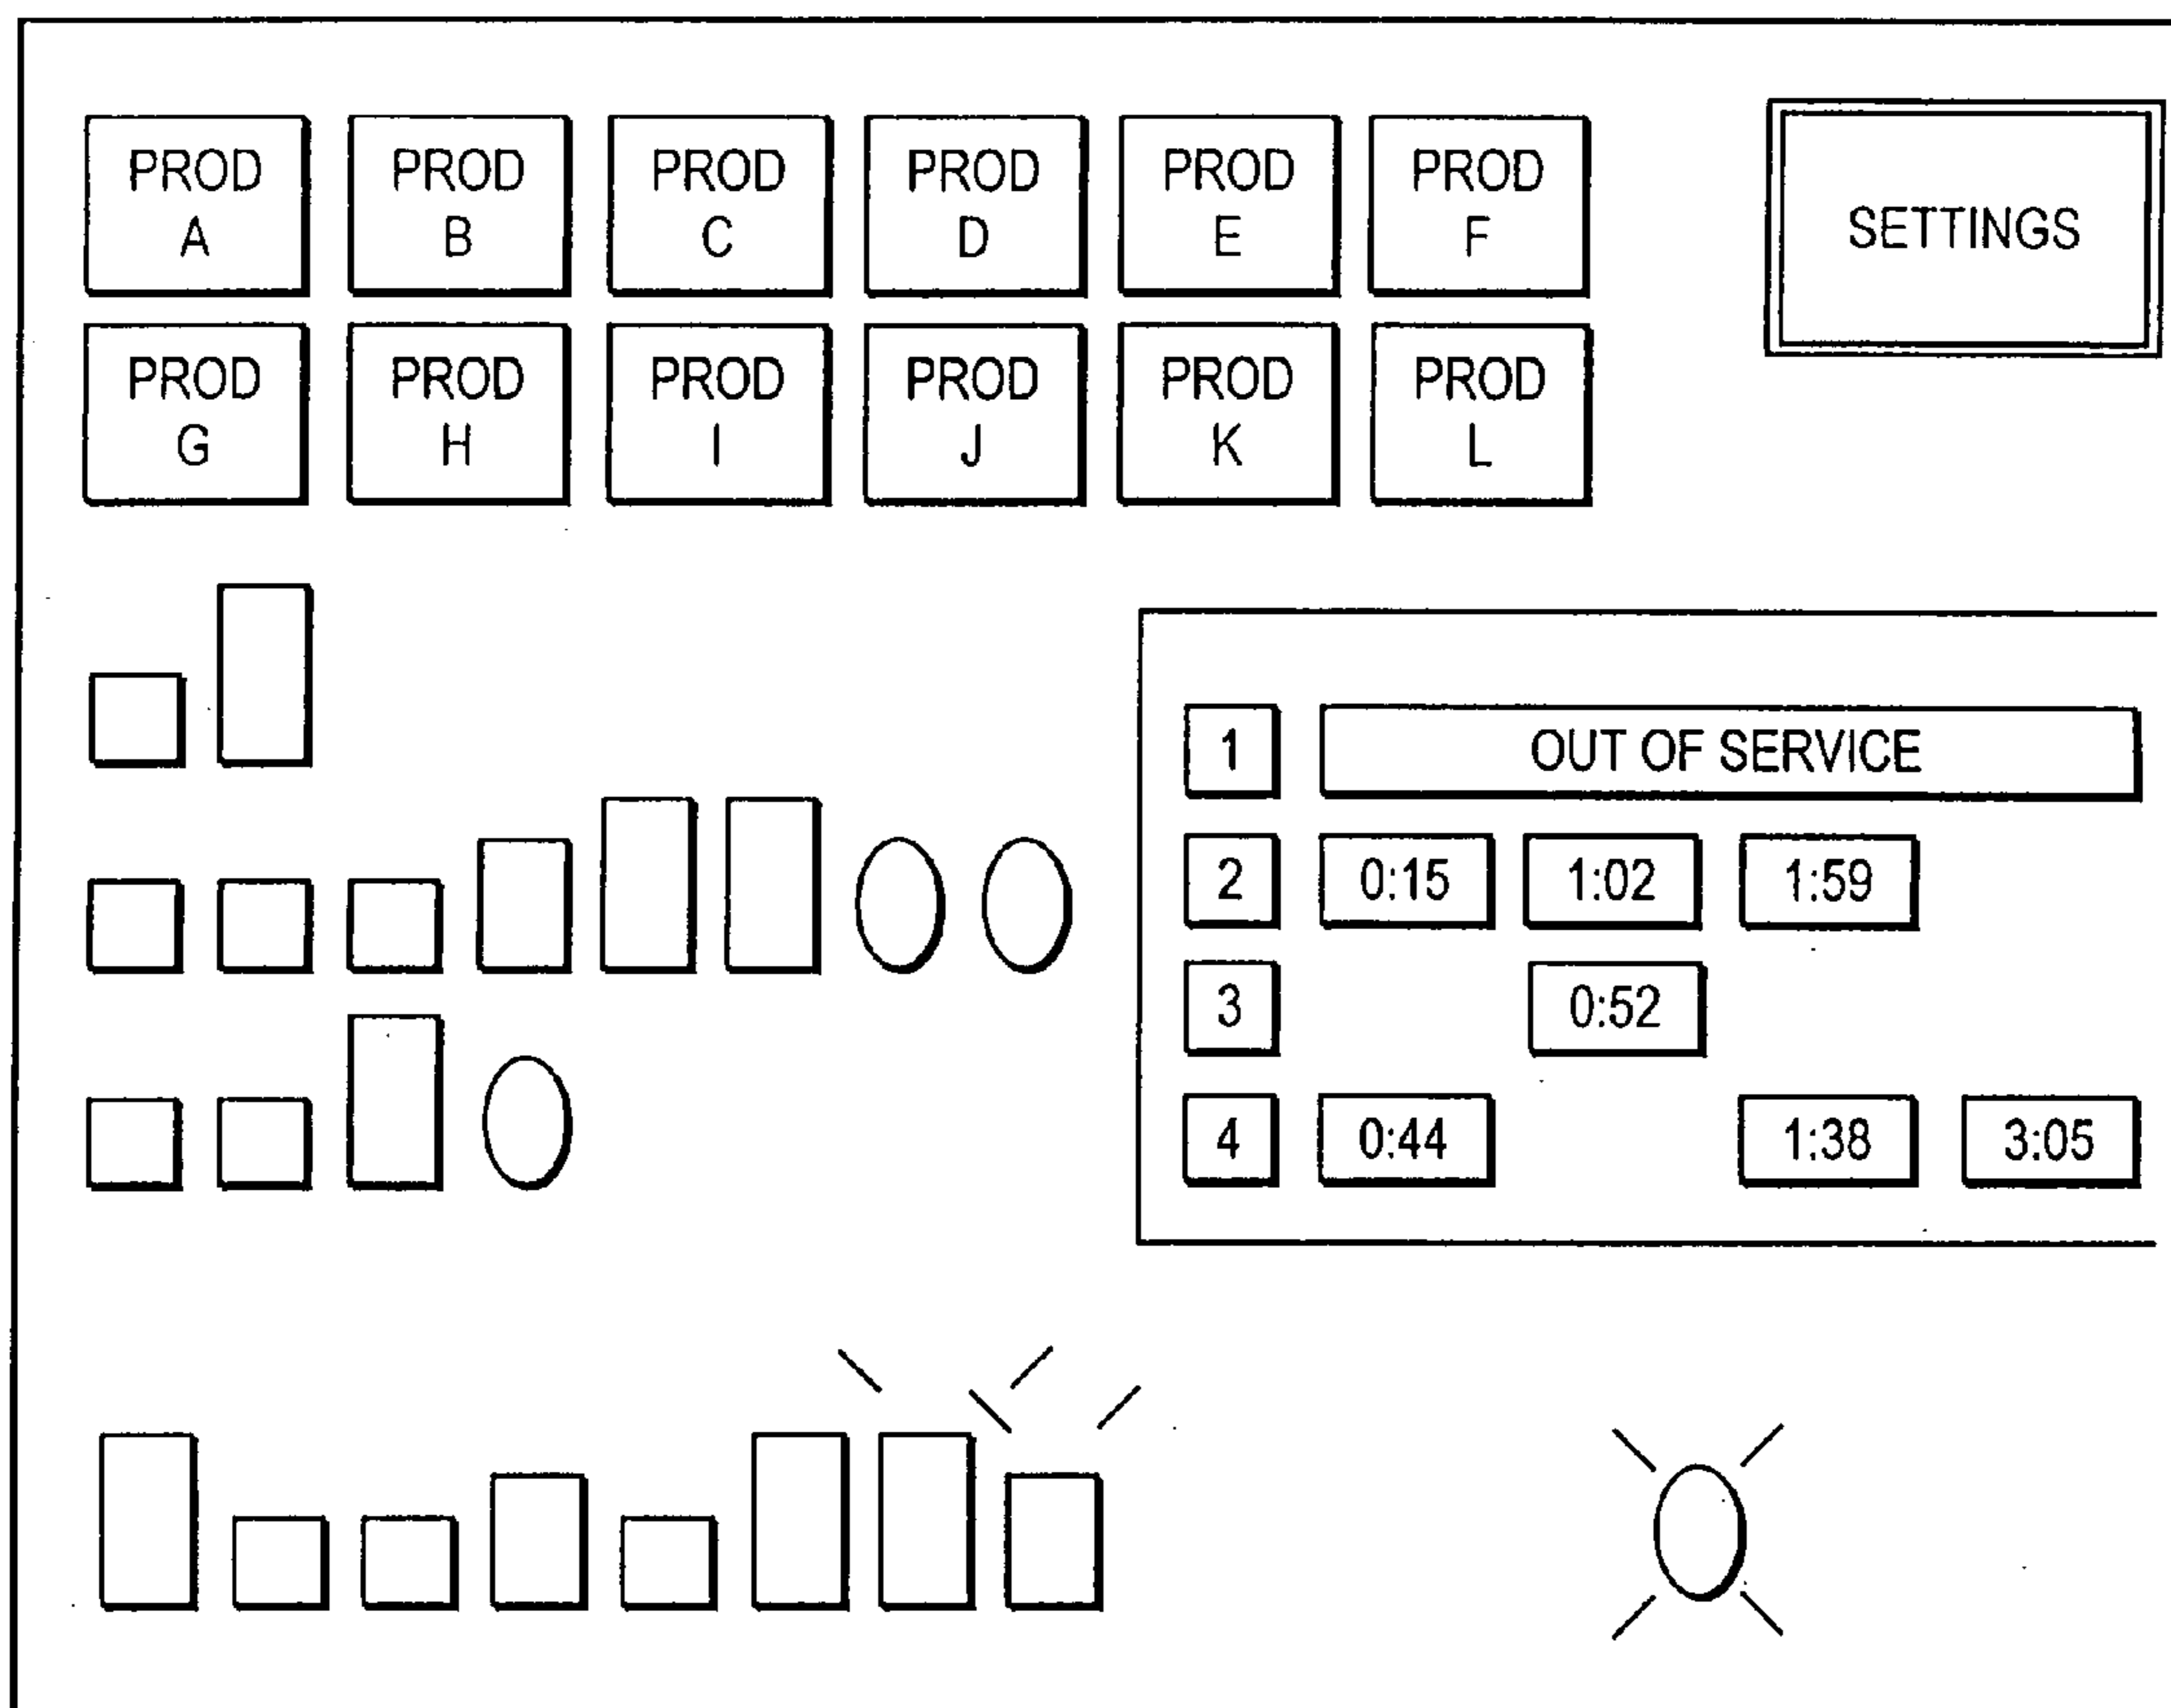 PROD PROD PROD PROD PROD PROD
A B C D E F
SETTINGS
PROD PROD PROD PROD PROD PROD
G H I J K L
1 OUT OF SERVICE
2 0:15 1:02 1:59
3 0:52
4 0:44 1:38 3:05